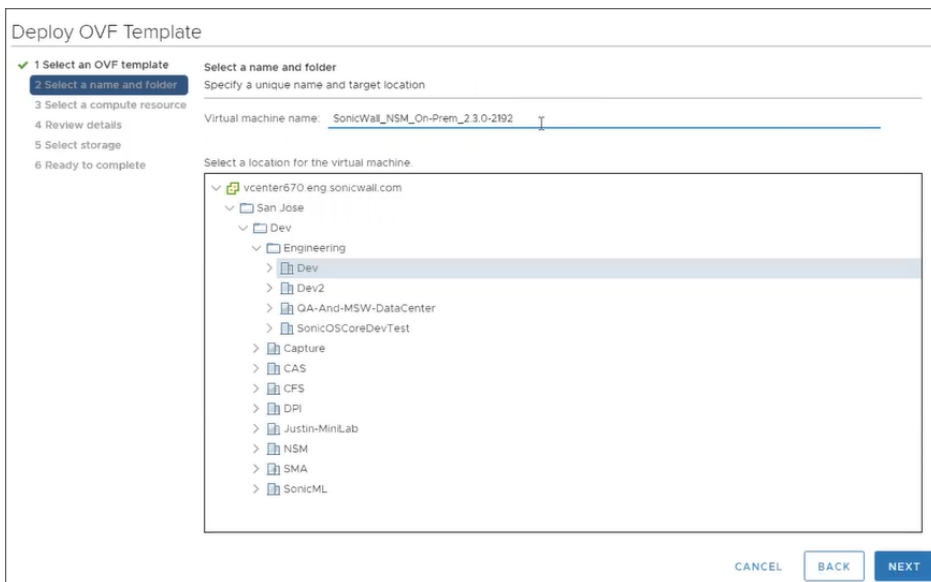 Deploy OVF Template
1 Select an OVF template
2 Select a name and folder
3 Select a compute resource
4 Review details
5 Select storage
6 Ready to complete
Select a name and folder
Specify a unique name and target location
Virtual machine name: SonicWall_NSM_On-Prem_2.3.0-2192
Select a location for the virtual machine.
vcenter670.eng.sonicwall.com
San Jose
Dev
Engineering
Dev
Dev2
QA-And-MSW-DataCenter
SonicOSCoreDevTest
Capture
CAS
CFS
DPI
Justin-MiniLab
NSM
SMA
SonicML
CANCEL BACK NEXT